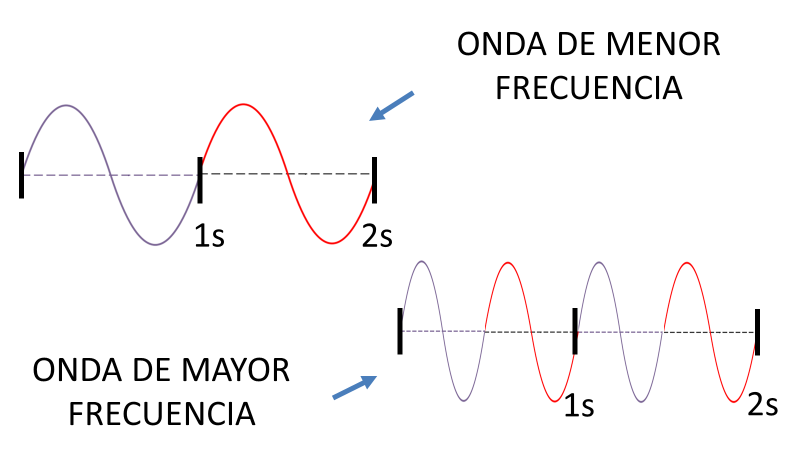 ONDA DE MENOR
FRECUENCIA
1s
2s
ONDA DE MAYOR
FRECUENCIA
1s
2s